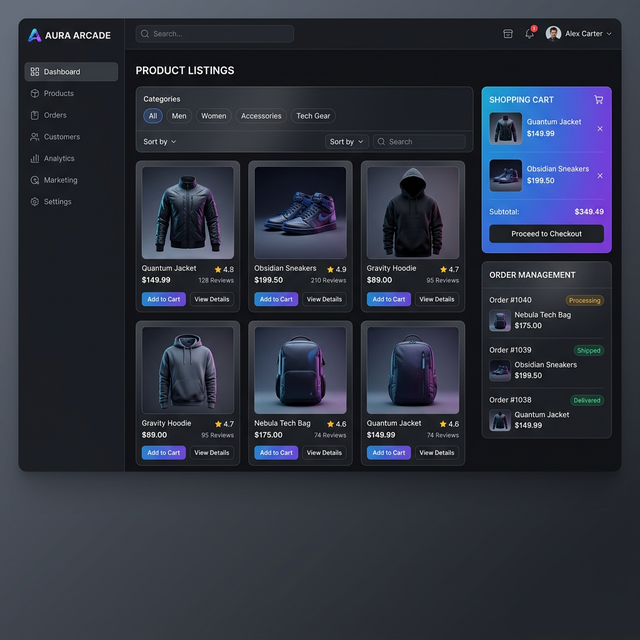 AURA ARCADE
Search...
1
Alex Carter
Dashboard
Products
Orders
Customers
Analytics
Marketing
Settings
PRODUCT LISTINGS
Categories
All Men Women Accessories Tech Gear
Sort by Sort by Search
Quantum Jacket 4.8
$149.99 128 Reviews
Add to Cart View Details
Obsidian Sneakers 4.9
$199.50 210 Reviews
Add to Cart View Details
Gravity Hoodie 4.7
$89.00 95 Reviews
Add to Cart View Details
Gravity Hoodie 4.7
$89.00 95 Reviews
Add to Cart View Details
Nebula Tech Bag 4.6
$175.00 74 Reviews
Add to Cart View Details
Quantum Jacket 4.6
$149.99 74 Reviews
Add to Cart View Details
SHOPPING CART
Quantum Jacket
$149.99
Obsidian Sneakers
$199.50
Subtotal: $349.49
Proceed to Checkout
ORDER MANAGEMENT
Order #1040 Processing
Nebula Tech Bag
$175.00
Order #1039 Shipped
Obsidian Sneakers
$199.50
Order #1038 Delivered
Quantum Jacket
$149.99